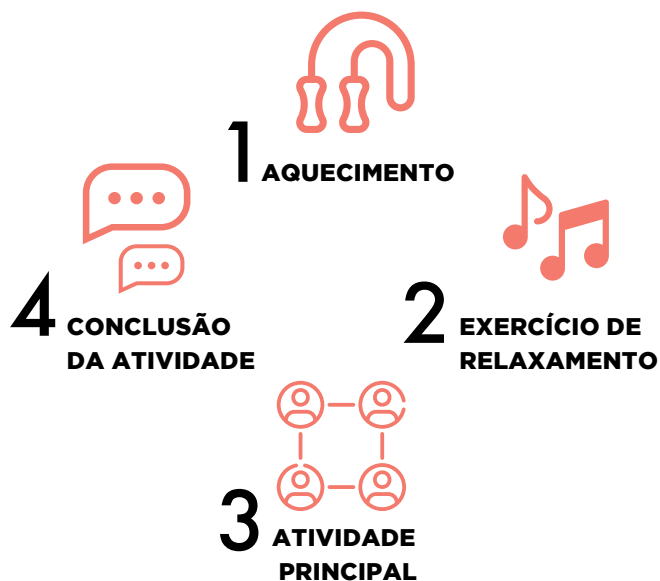 1 AQUECIMENTO
2 EXERCÍCIO DE
RELAXAMENTO
3 ATIVIDADE
PRINCIPAL
4 CONCLUSÃO
DA ATIVIDADE